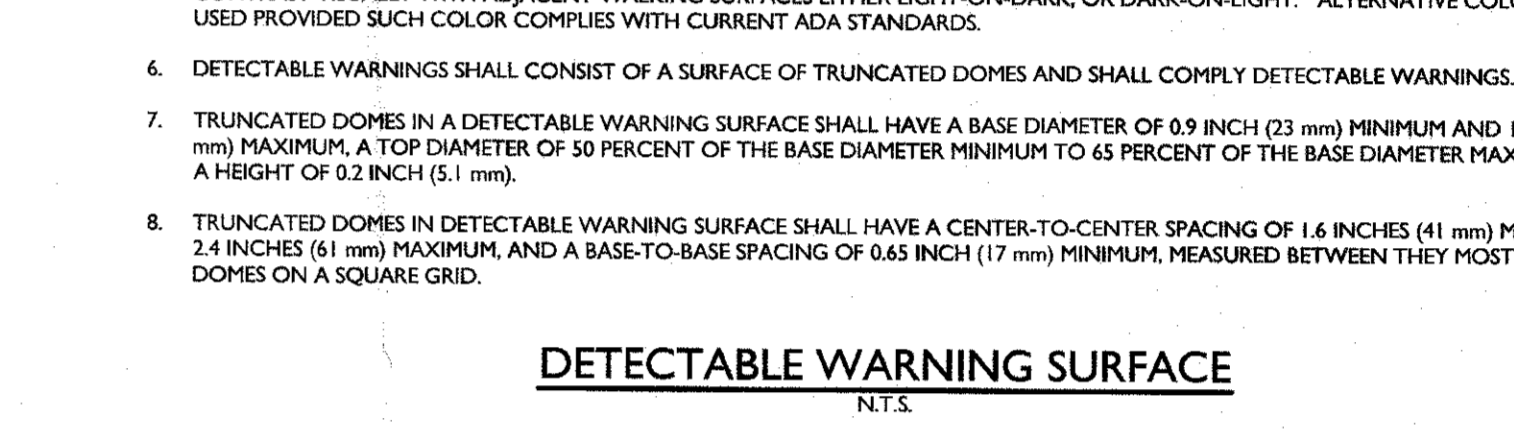 USED PROVIDED SUCH COLOR COMPLIES WITH CURRENT ADA STANDARDS.
6. DETECTABLE WARNINGS SHALL CONSIST OF A SURFACE OF TRUNCATED DOMES AND SHALL COMPLY DETECTABLE WARNINGS.
7. TRUNCATED DOMES IN A DETECTABLE WARNING SURFACE SHALL HAVE A BASE DIAMETER OF 0.9 INCH (23 mm) MINIMUM AND
mm) MAXIMUM, A TOP DIAMETER OF 50 PERCENT OF THE BASE DIAMETER MINIMUM TO 65 PERCENT OF THE BASE DIAMETER MAX
A HEIGHT OF 0.2 INCH (5.1 mm).
8. TRUNCATED DOMES IN DETECTABLE WARNING SURFACE SHALL HAVE A CENTER-TO-CENTER SPACING OF 1.6 INCHES (41 mm) M
2.4 INCHES (61 mm) MAXIMUM, AND A BASE-TO-BASE SPACING OF 0.65 INCH (17 mm) MINIMUM, MEASURED BETWEEN THEY MOST
DOMES ON A SQUARE GRID.
DETECTABLE WARNING SURFACE
N.T.S.